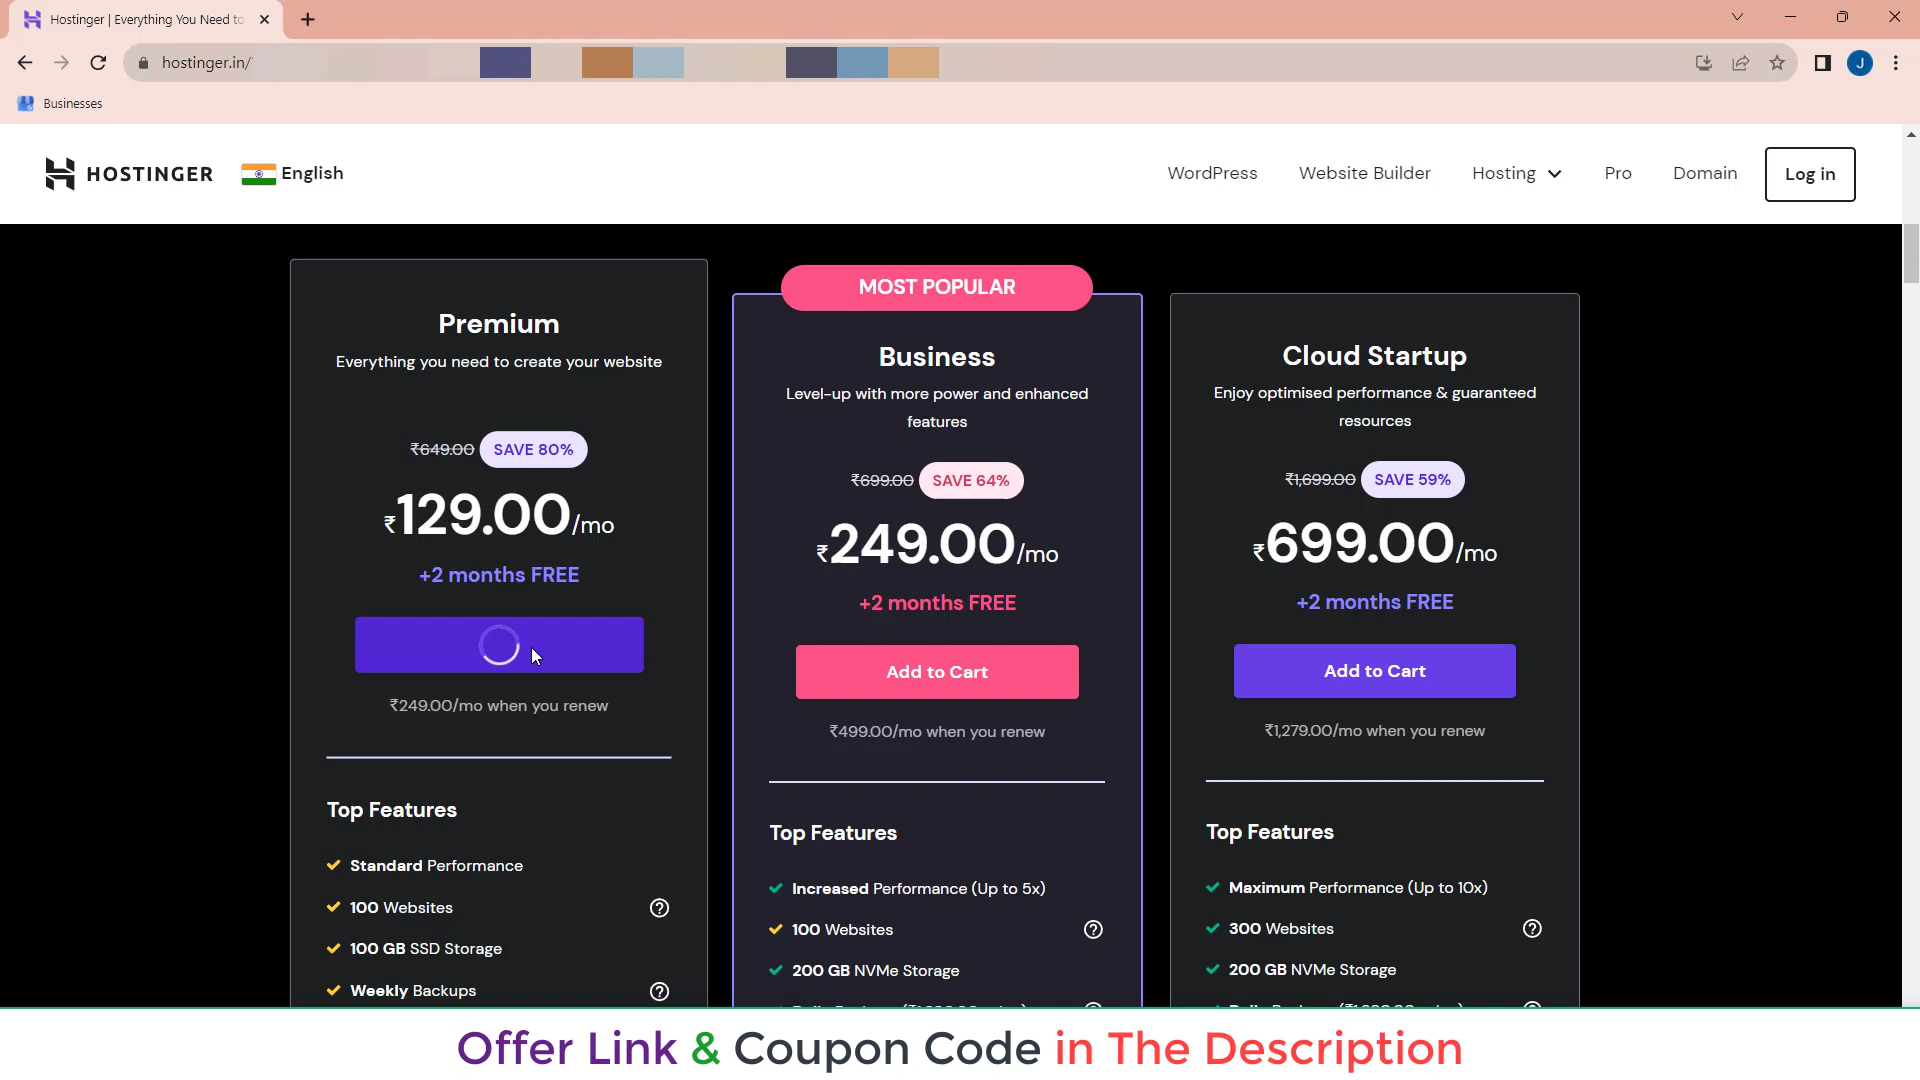 Hostinger | Everything You Need to
hostinger.in/
J
Businesses
HOSTINGER
English
WordPress
Website Builder
Hosting
Pro
Domain
Log in
Premium
Everything you need to create your website
₹649.00 SAVE 80%
₹129.00/mo
+2 months FREE
₹249.00/mo when you renew
Top Features
Standard Performance
100 Websites
100 GB SSD Storage
Weekly Backups
MOST POPULAR
Business
Level-up with more power and enhanced
features
₹699.00 SAVE 64%
₹249.00/mo
+2 months FREE
Add to Cart
₹499.00/mo when you renew
Top Features
Increased Performance (Up to 5x)
100 Websites
200 GB NVMe Storage
Cloud Startup
Enjoy optimised performance & guaranteed
resources
₹1,699.00 SAVE 59%
₹699.00/mo
+2 months FREE
Add to Cart
₹1,279.00/mo when you renew
Top Features
Maximum Performance (Up to 10x)
300 Websites
200 GB NVMe Storage
Offer Link & Coupon Code in The Description